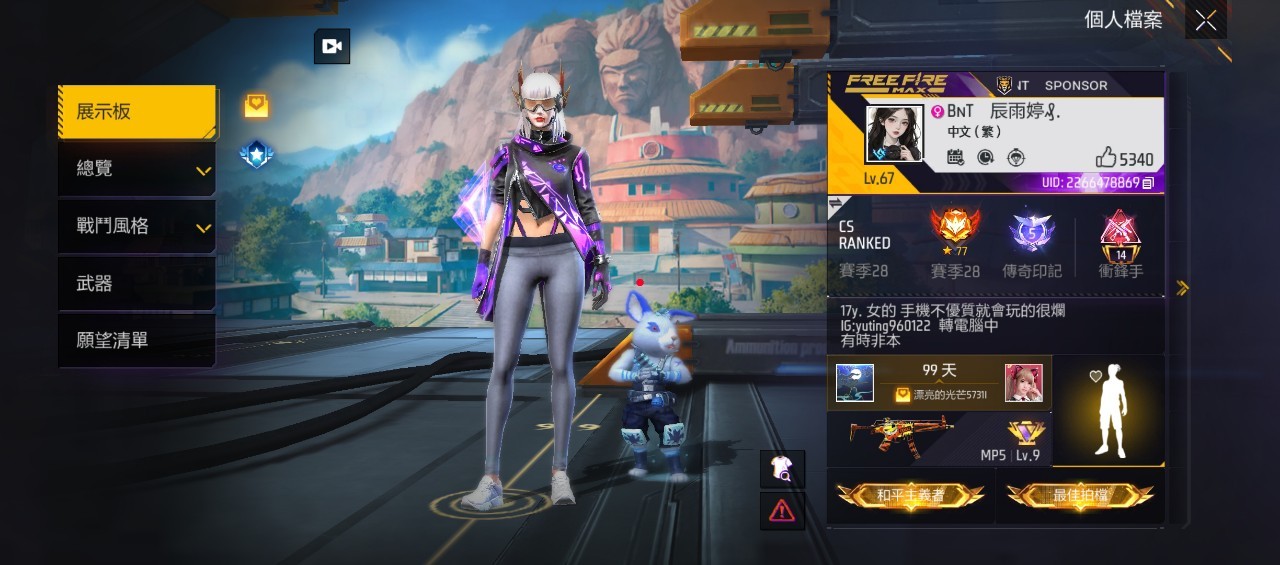 個人檔案
展示板
總覽
戰鬥風格
武器
願望清單
FREE FIRE
MAX
NT SPONSOR
BnT 辰雨婷
中文(繁)
5340
Lv.67
UID: 2266478869
CS
RANKED
賽季28
77
賽季28
5
傳奇印記
14
衝鋒手
17y. 女的 手機不優質就會玩的很爛
IG;yuting960122 轉電腦中
有時非本
99 天
漂亮的光芒5731I
MP5 Lv.9
和平主義者
最佳拍檔
Ammunition